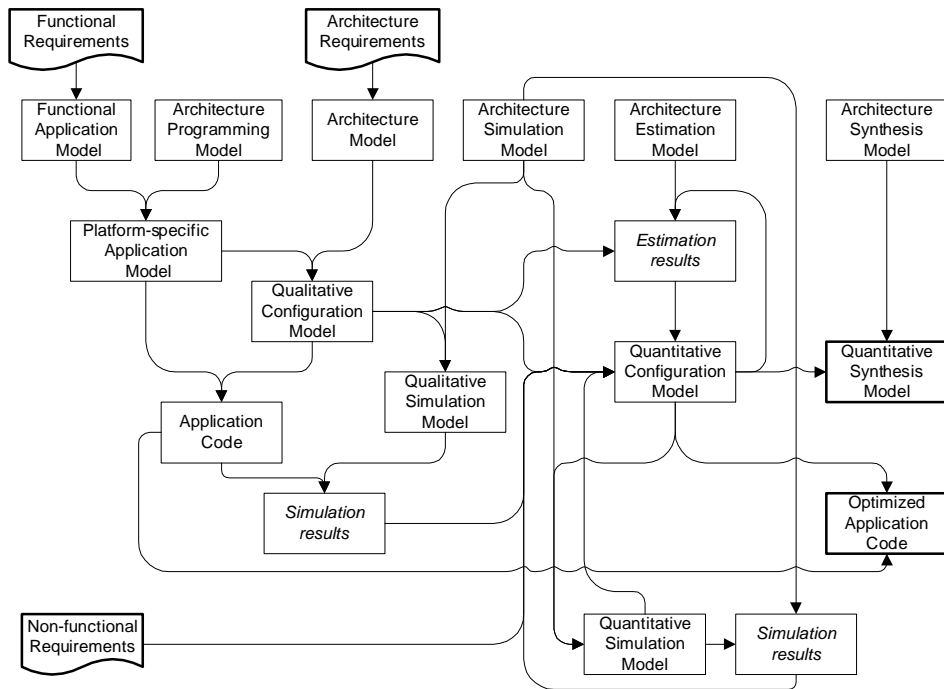 Functional
Requirements
Architecture
Requirements
Functional
Application
Model
Architecture
Programming
Model
Architecture
Model
Architecture
Simulation
Model
Architecture
Estimation
Model
Architecture
Synthesis
Model
Platform-specific
Application
Model
Estimation
results
Qualitative
Configuration
Model
Quantitative
Configuration
Model
Quantitative
Synthesis
Model
Qualitative
Simulation
Model
Application
Code
Simulation
results
Optimized
Application
Code
Non-functional
Requirements
Quantitative
Simulation
Model
Simulation
results